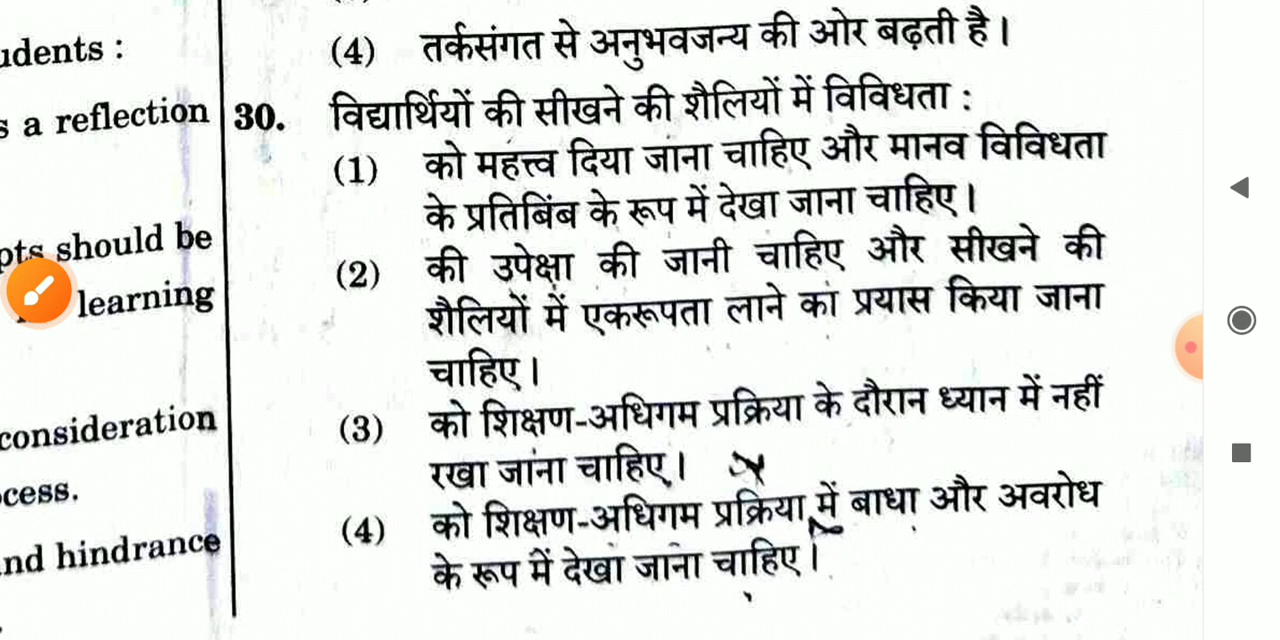 udents :
s a reflection
should be
learning
consideration
cess.
nd hindrance
(4) तर्कसंगत से अनुभवजन्य की ओर बढ़ती है।
30. विद्यार्थियों की सीखने की शैलियों में विविधता :
(1) को महत्त्व दिया जाना चाहिए और मानव विविधता
के प्रतिबिंब के रूप में देखा जाना चाहिए।
(2) की उपेक्षा की जानी चाहिए और सीखने की
शैलियों में एकरूपता लाने का प्रयास किया जाना
चाहिए।
(3) को शिक्षण-अधिगम प्रक्रिया के दौरान ध्यान में नहीं
रखा जाना चाहिए।
(4) को शिक्षण-अधिगम प्रक्रिया में बाधा और अवरोध
के रूप में देखा जाना चाहिए।